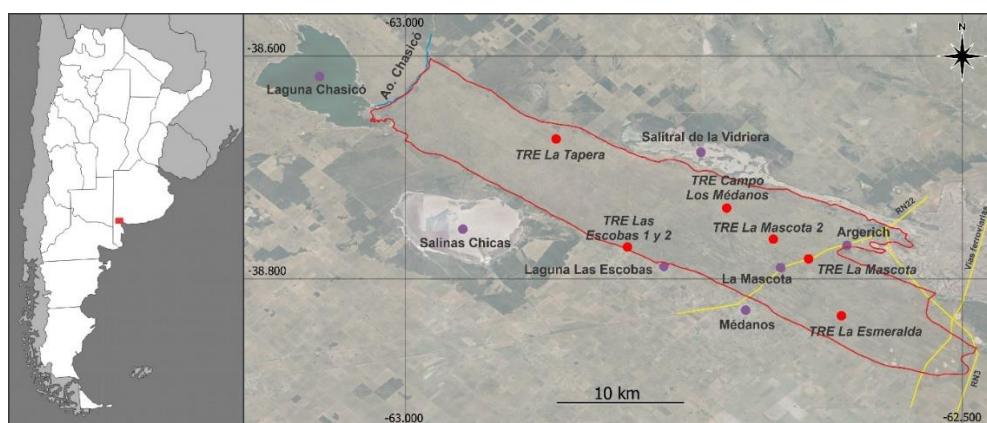 -63.000
-38.600
Ao. Chasicó
Laguna Chasicó
Salitral de la Vidriera
TRE La Tapera
TRE Campo
Los Médanos
RN22
TRE Las
Escobas 1 y 2
TRE La Mascota 2
Argerich
Vías ferroviarias
Salinas Chicas
Laguna Las Escobas
La Mascota
TRE La Mascota
-38.800
Médanos
TRE La Esmeralda
RN3
10 km
-63.000
-62.500